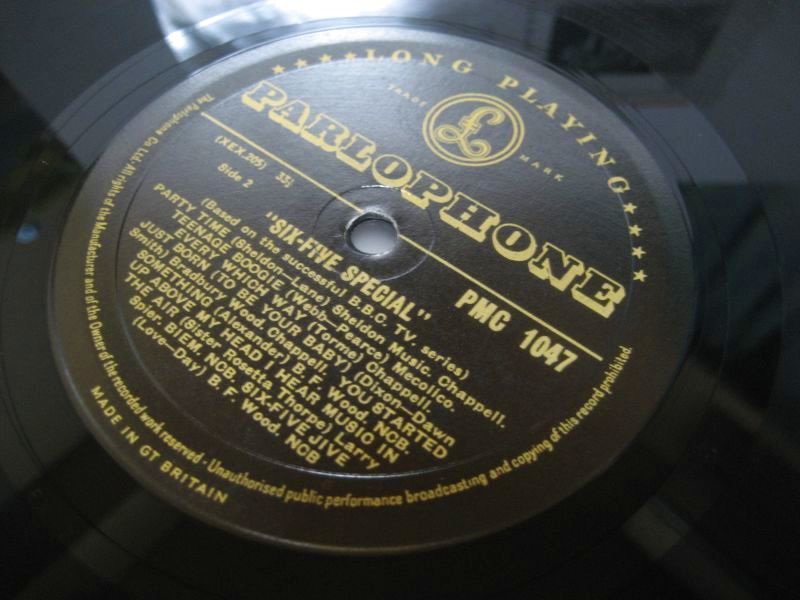 ★★★★ LONG PLAYING ★★★★
TRADE £ MARK
PARLOPHONE
(XEX.205) 33⅓
Side 2
PMC 1047
"SIX-FIVE SPECIAL"
(Based on the successful B.B.C. TV. series)
PARTY TIME (Sheldon—Lane) Sheldon Music. Chappell.
TEENAGE BOOGIE (Webb—Pearce) Mecolico.
EVERY WHICH WAY (Torme) Chappell.
JUST BORN (TO BE YOUR BABY) (Dixon—Dawn
Smith) Bradbury Wood. Chappell. YOU STARTED
SOMETHING (Alexander) B. F. Wood. NCB.
UP ABOVE MY HEAD I HEAR MUSIC IN
THE AIR (Sister Rosetta Thorpe) Larry
Shier. BIEM. NCB. SIX-FIVE JIVE
(Love—Day) B. F. Wood. NCB
The Parlophone Co Ltd. All rights of the Manufacturer and of the Owner of the recorded work reserved · Unauthorised public performance broadcasting and copying of this record prohibited.
MADE IN GT BRITAIN